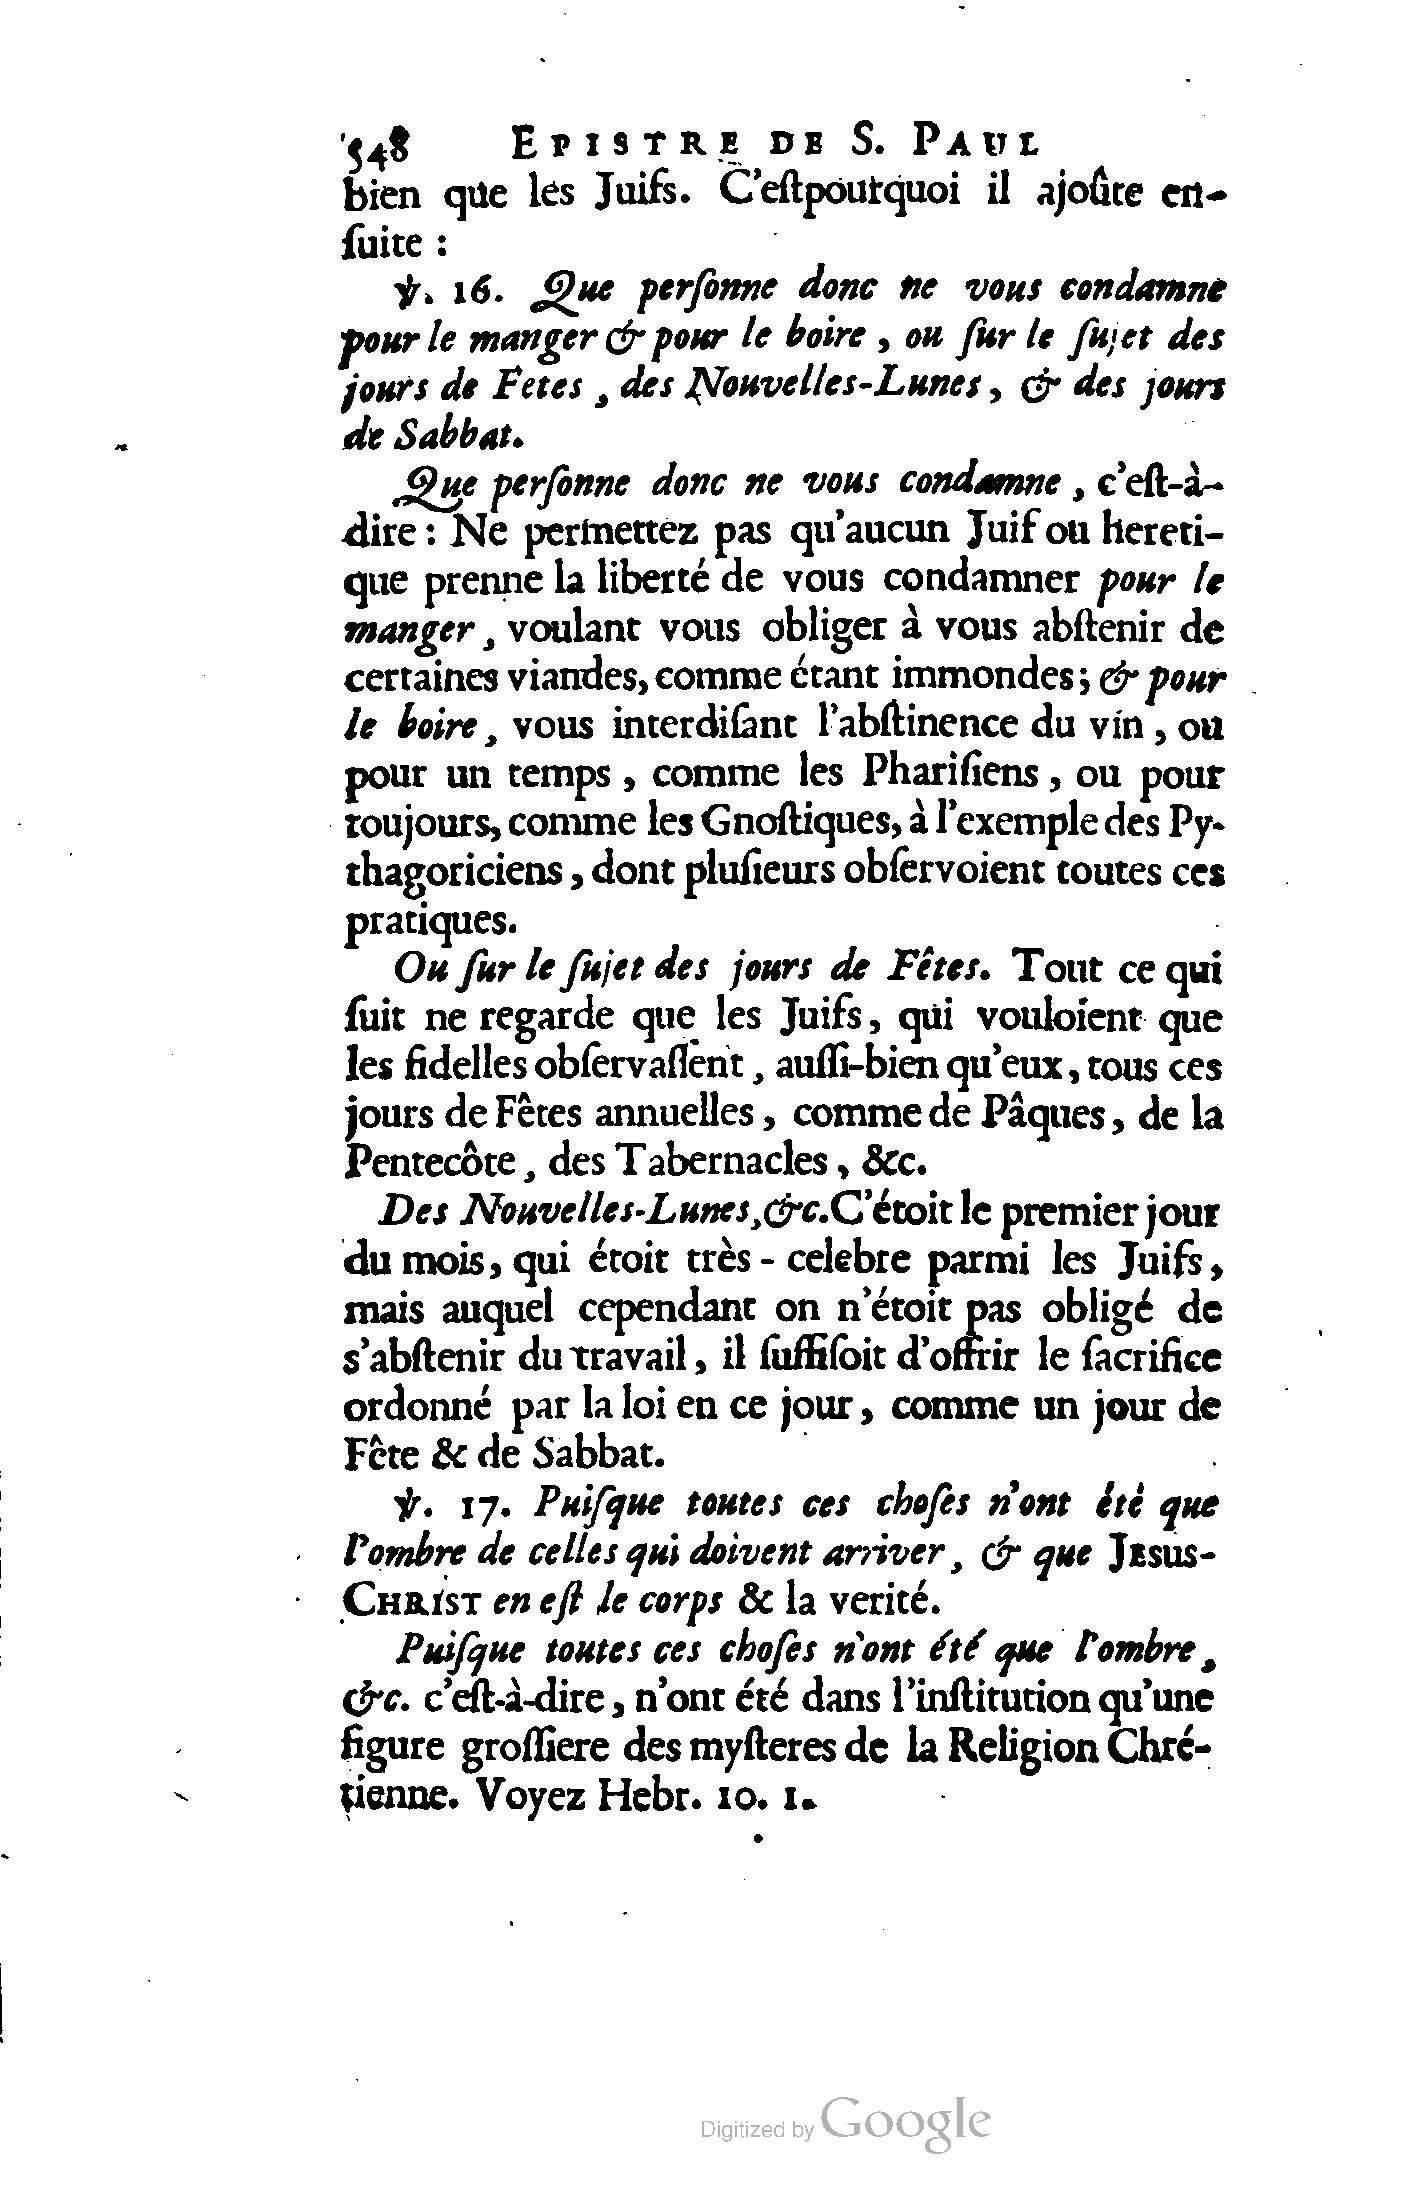 548 EPISTRE DE S. PAUL
bien que les Juifs. C'eſtpourquoi il ajoûte en-
ſuite :
℣. 16. Que perſonne donc ne vous condamne
pour le manger & pour le boire , ou ſur le ſujet des
jours de Fetes , des Nouvelles-Lunes , & des jours
de Sabbat.
Que perſonne donc ne vous condamne , c'eſt-à-
dire : Ne permettez pas qu'aucun Juif ou hereti-
que prenne la liberté de vous condamner pour le
manger , voulant vous obliger à vous abſtenir de
certaines viandes, comme étant immondes ; & pour
le boire , vous interdiſant l'abſtinence du vin , ou
pour un temps , comme les Phariſiens , ou pour
toujours, comme les Gnoſtiques, à l'exemple des Py-
thagoriciens , dont pluſieurs obſervoient toutes ces
pratiques.
Ou ſur le ſujet des jours de Fêtes. Tout ce qui
ſuit ne regarde que les Juifs , qui vouloient que
les fidelles obſervaſſent , auſſi-bien qu'eux , tous ces
jours de Fêtes annuelles , comme de Pâques , de la
Pentecôte , des Tabernacles , &c.
Des Nouvelles-Lunes, &c. C'étoit le premier jour
du mois, qui étoit très - celebre parmi les Juifs,
mais auquel cependant on n'étoit pas obligé de
s'abſtenir du travail , il ſuffiſoit d'offrir le ſacrifice
ordonné par la loi en ce jour , comme un jour de
Fête & de Sabbat.
℣. 17. Puiſque toutes ces choſes n'ont été que
l'ombre de celles qui doivent arriver , & que JESUS-
CHRIST en eſt le corps & la verité.
Puiſque toutes ces choſes n'ont été que l'ombre ,
&c. c'eſt-à-dire , n'ont été dans l'inſtitution qu'une
figure groſſiere des myſteres de la Religion Chré-
tienne. Voyez Hebr. 10. 1.
Digitized by Google